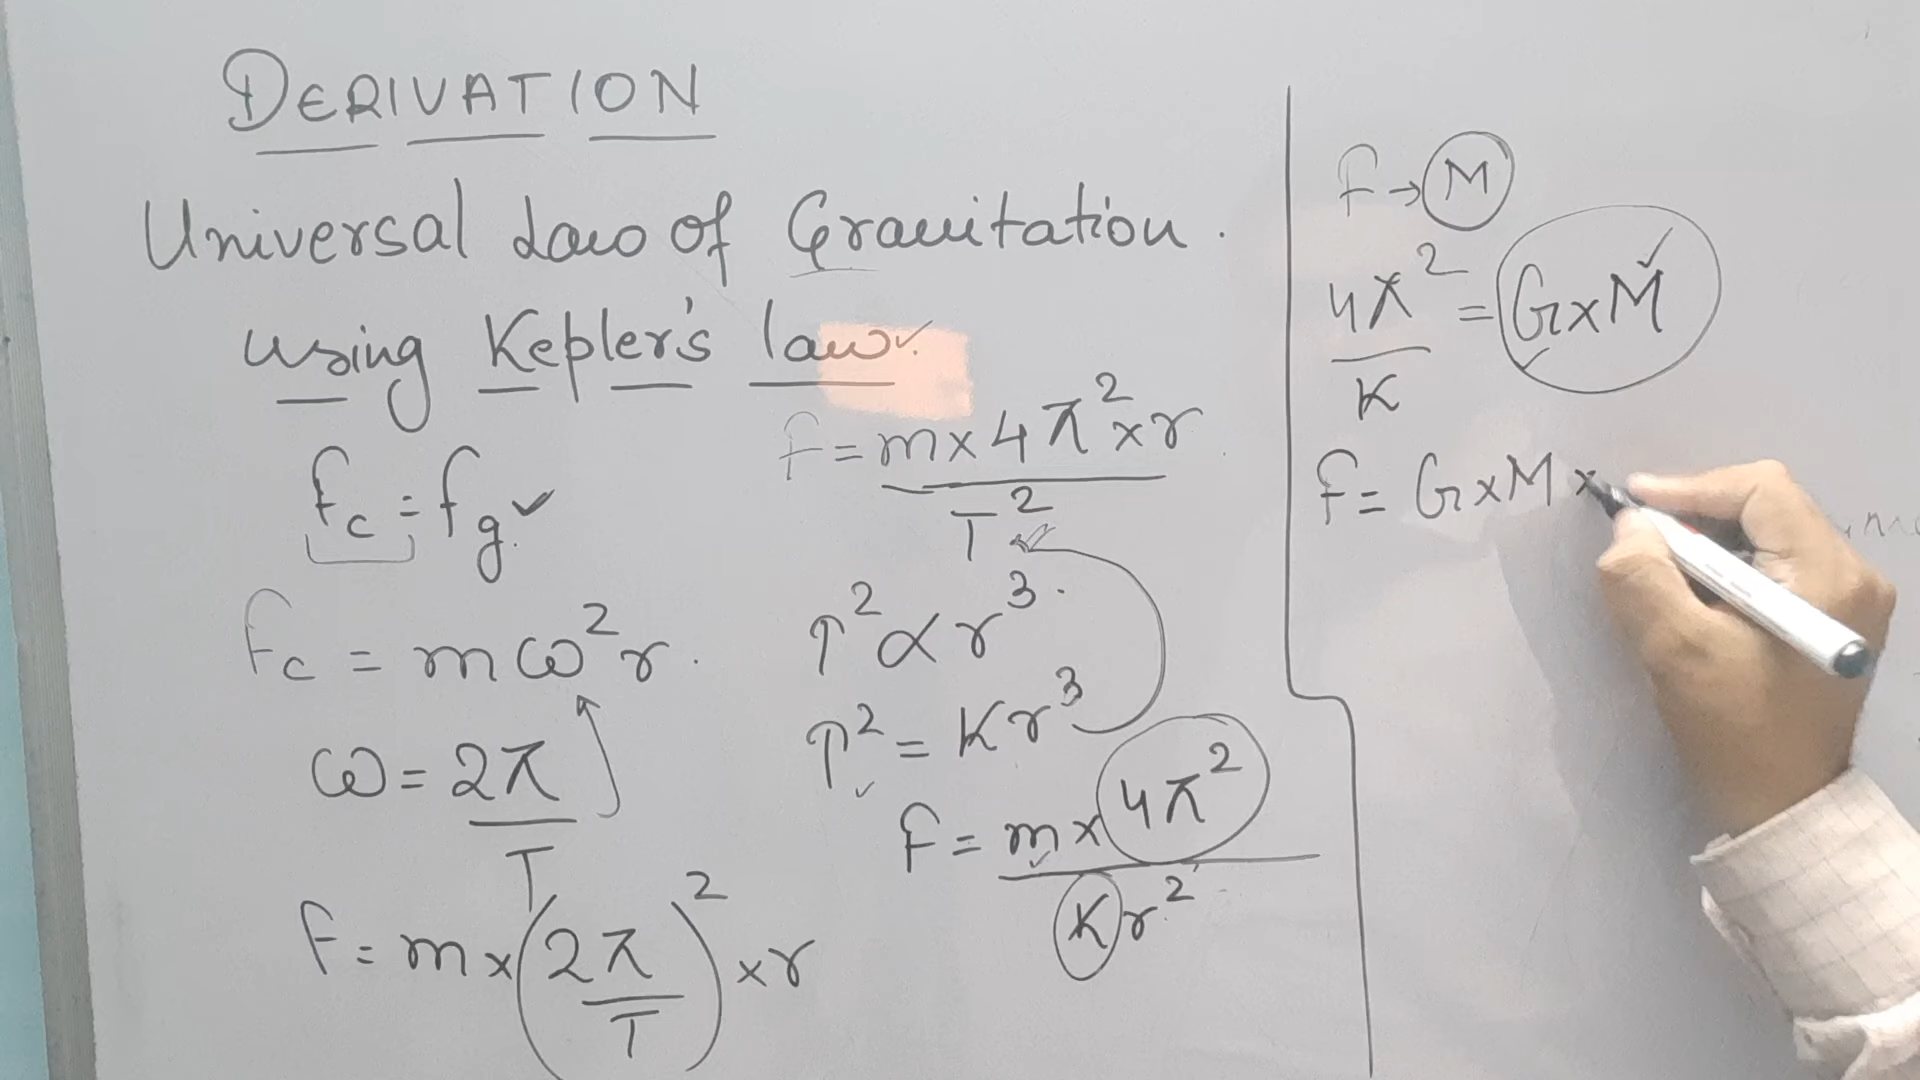 DERIVATION
Universal Law of Gravitation.
using Kepler's law
Fc = Fg
Fc = mω²r.
ω = 2π/T
F = m×(2π/T)²×r
F = m×4π²×r/T²
T²∝r³.
T² = Kr³
F = m×4π²/Kr²
F→M
4π²/K = G×M
F = G×M×